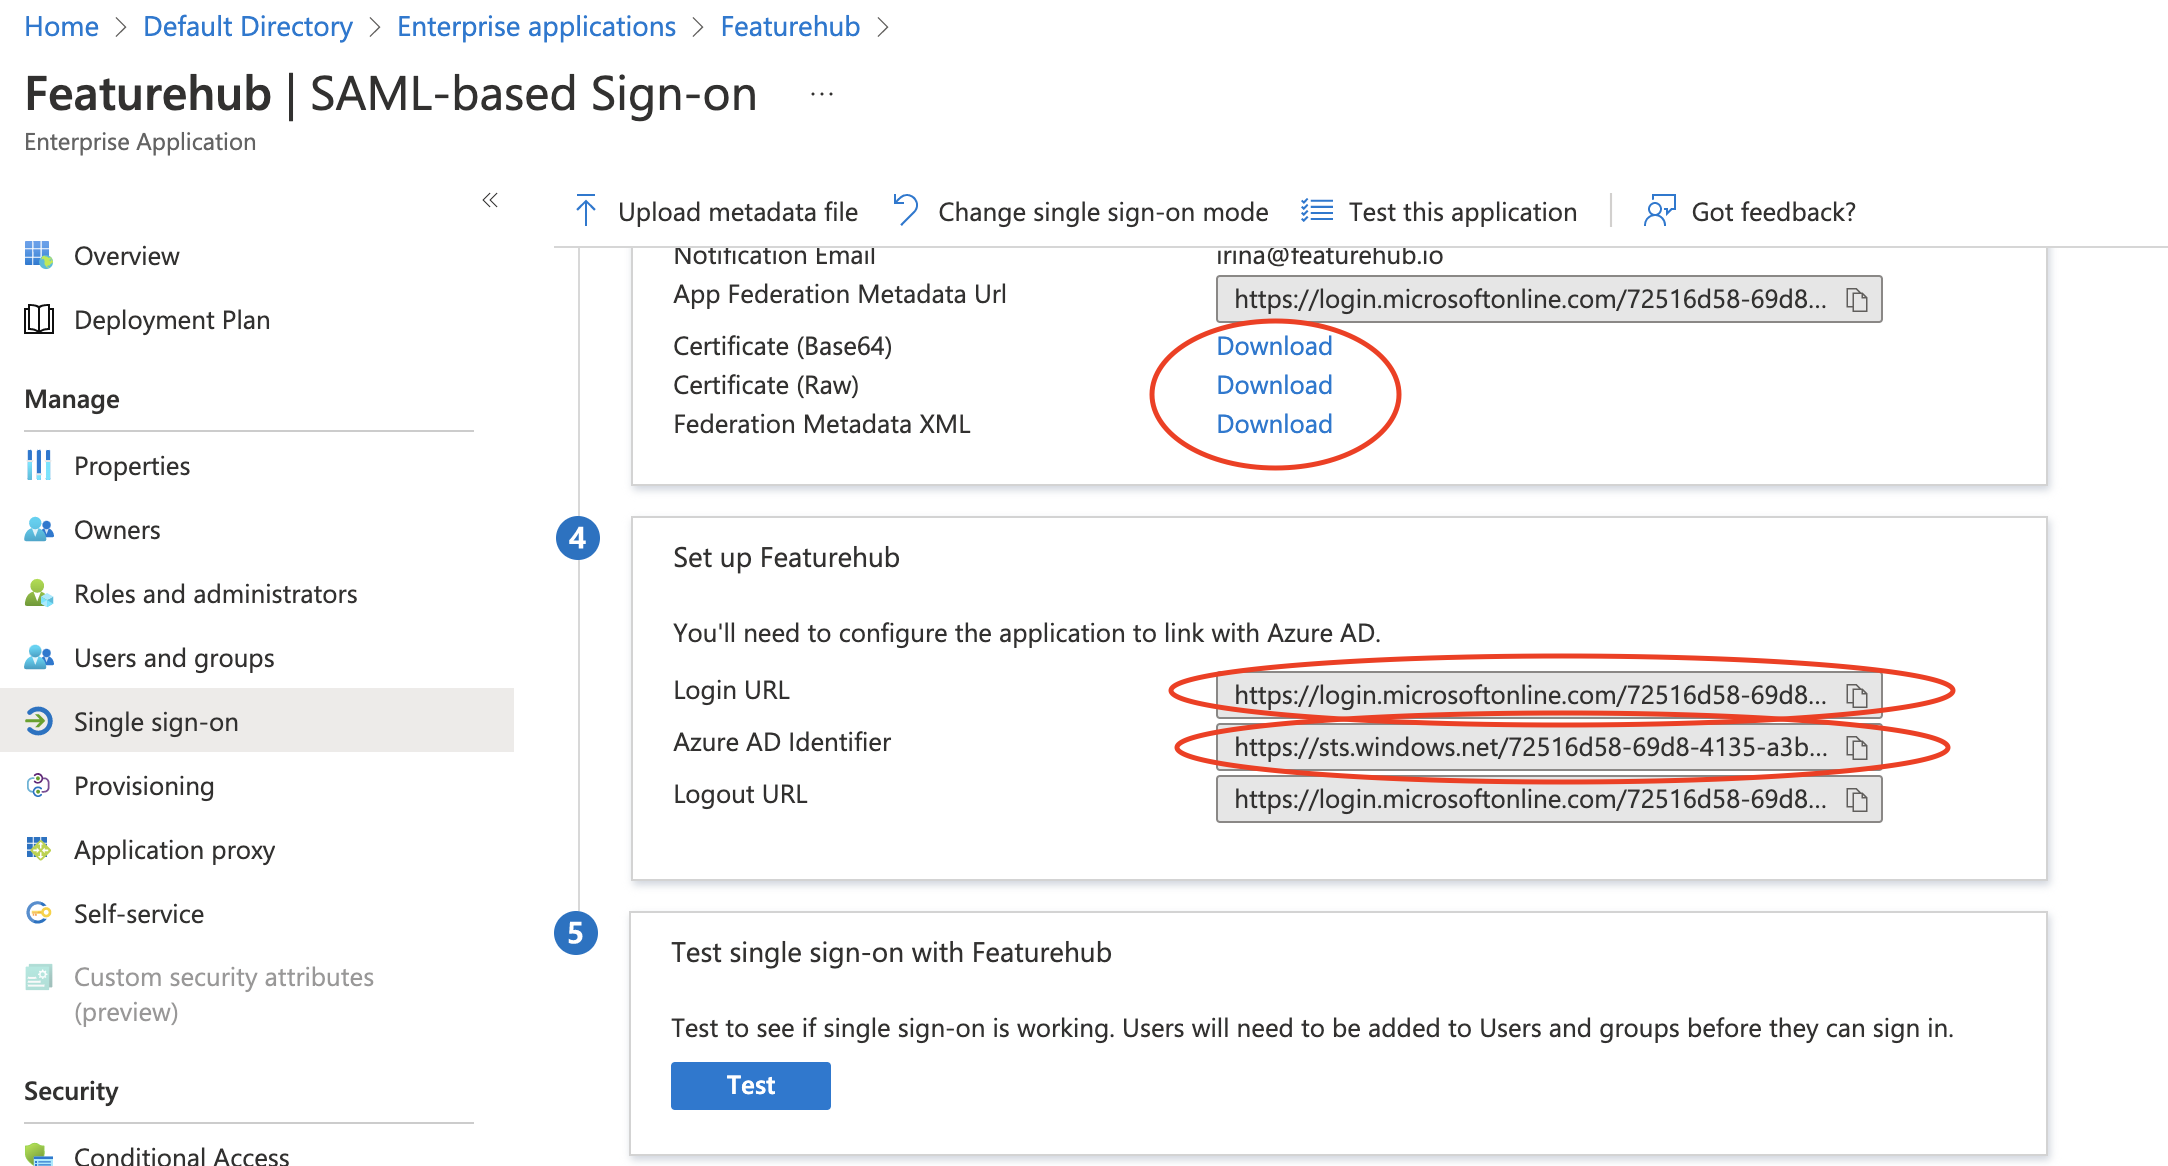 Home > Default Directory > Enterprise applications > Featurehub >
Featurehub | SAML-based Sign-on ...
Enterprise Application
«
Overview
Deployment Plan
Manage
Properties
Owners
Roles and administrators
Users and groups
Single sign-on
Provisioning
Application proxy
Self-service
Custom security attributes
(preview)
Security
Conditional Access
Upload metadata file Change single sign-on mode Test this application Got feedback?
Notification Email irina@featurehub.io
App Federation Metadata Url https://login.microsoftonline.com/72516d58-69d8...
Certificate (Base64) Download
Certificate (Raw) Download
Federation Metadata XML Download
4
Set up Featurehub
You'll need to configure the application to link with Azure AD.
Login URL https://login.microsoftonline.com/72516d58-69d8...
Azure AD Identifier https://sts.windows.net/72516d58-69d8-4135-a3b...
Logout URL https://login.microsoftonline.com/72516d58-69d8...
5
Test single sign-on with Featurehub
Test to see if single sign-on is working. Users will need to be added to Users and groups before they can sign in.
Test